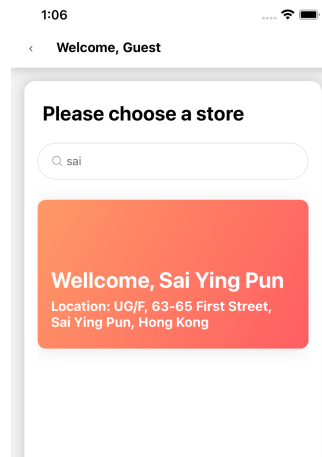 1:06
Welcome, Guest
Please choose a store
sai
Wellcome, Sai Ying Pun
Location: UG/F, 63-65 First Street,
Sai Ying Pun, Hong Kong